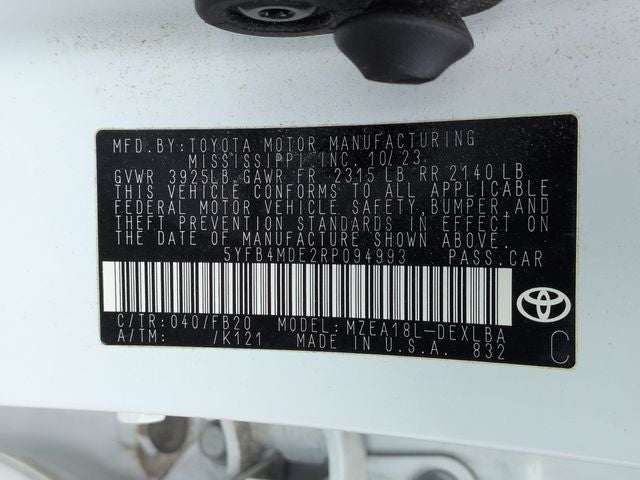 MFD.BY:TOYOTA MOTOR MANUFACTURING
MISSISSIPPI INC. 10/23
GVWR 3925LB GAWR FR 2315 LB RR 2140 LB
THIS VEHICLE CONFORMS TO ALL APPLICABLE
FEDERAL MOTOR VEHICLE SAFETY, BUMPER, AND
THEFT PREVENTION STANDARDS IN EFFECT ON
THE DATE OF MANUFACTURE SHOWN ABOVE.
5YFB4MDE2RP094993 PASS.CAR
C/TR: 040/FB20 MODEL: MZEA18L-DEXLBA
A/TM: /K121 MADE IN U.S.A. 832 C